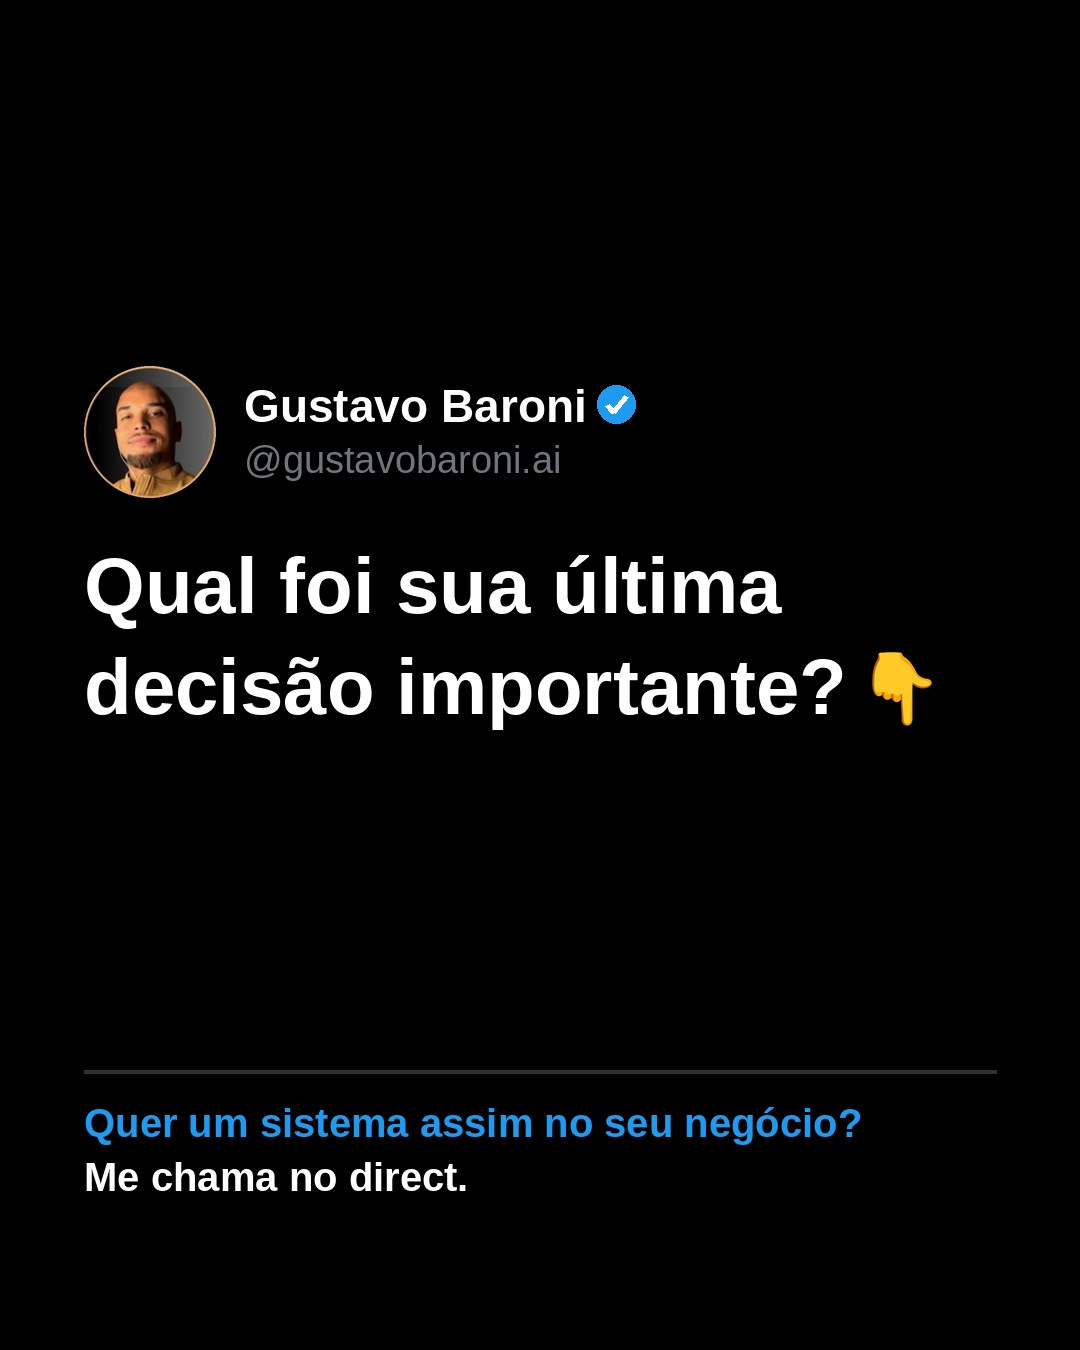 Gustavo Baroni
@gustavobaroni.ai
Qual foi sua última
decisão importante? 👇
Quer um sistema assim no seu negócio?
Me chama no direct.